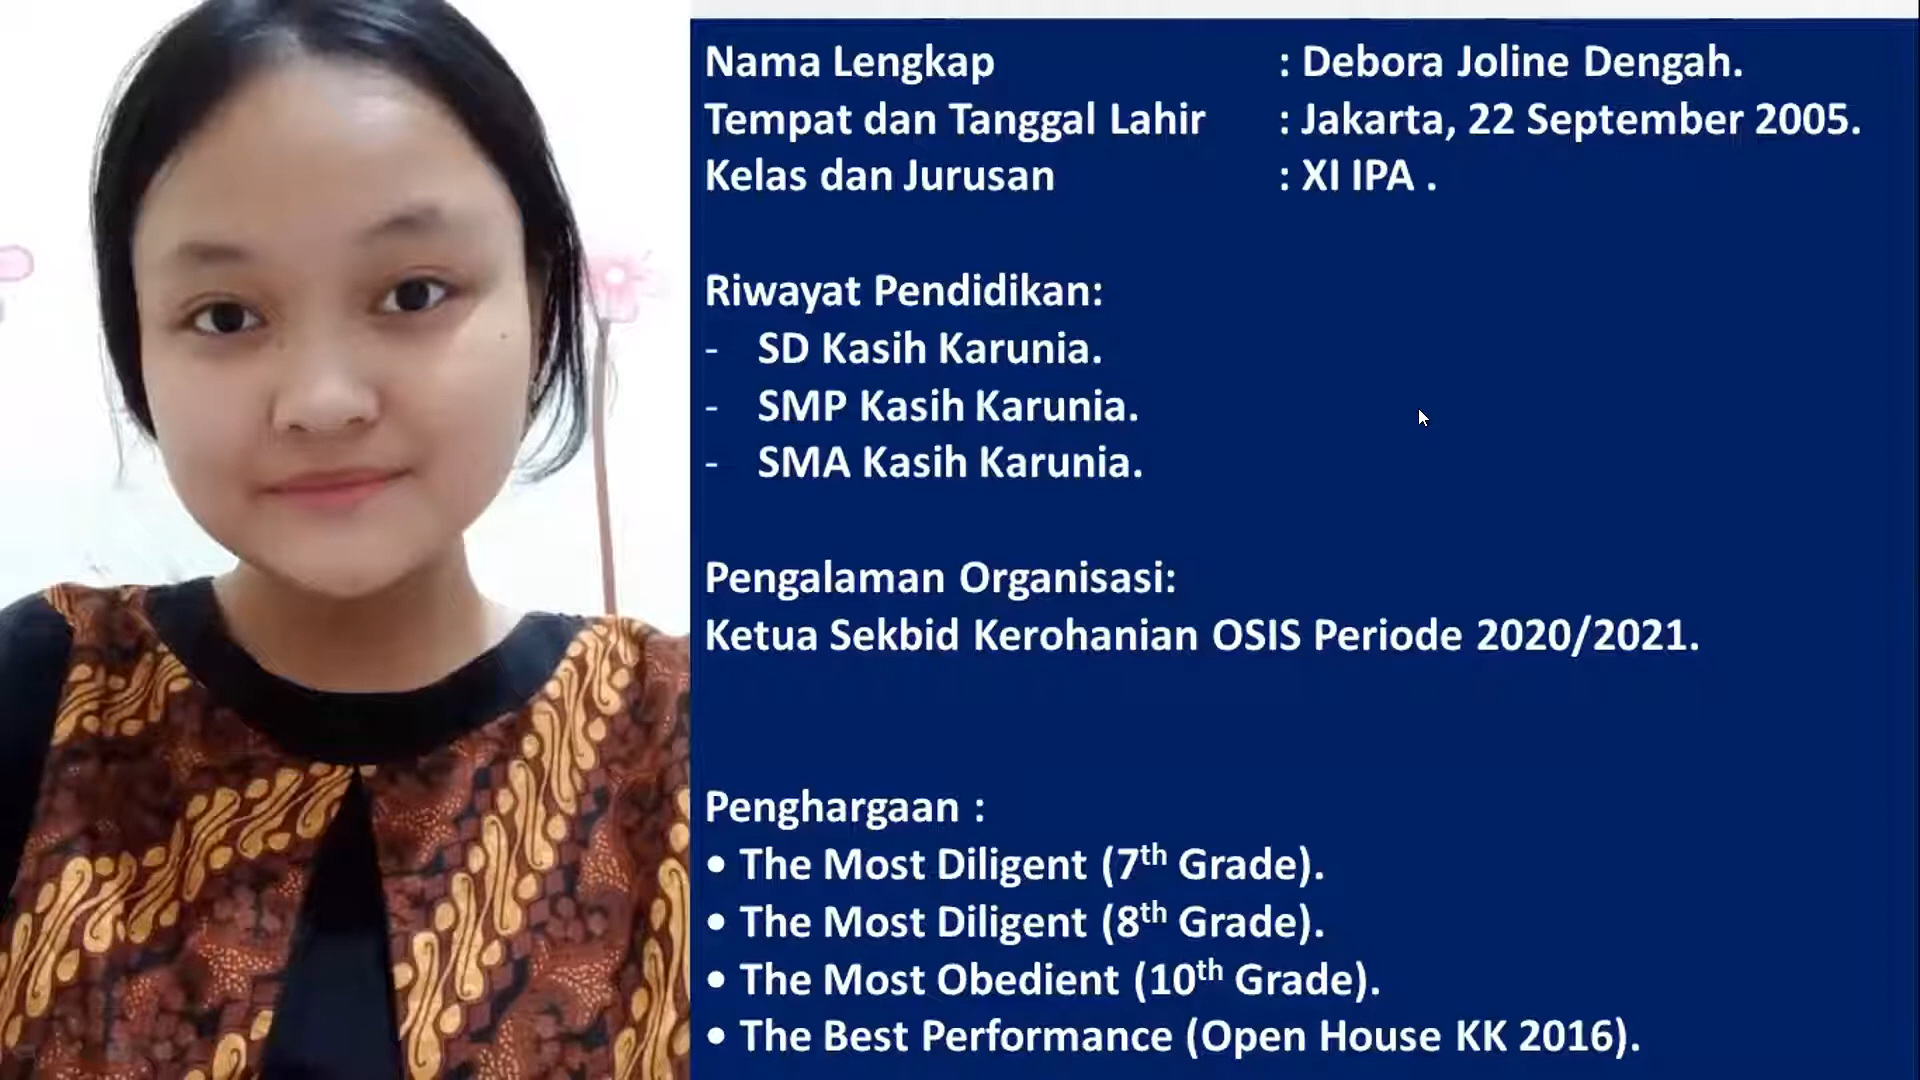 Nama Lengkap : Debora Joline Dengah.
Tempat dan Tanggal Lahir : Jakarta, 22 September 2005.
Kelas dan Jurusan : XI IPA .
Riwayat Pendidikan:
- SD Kasih Karunia.
- SMP Kasih Karunia.
- SMA Kasih Karunia.
Pengalaman Organisasi:
Ketua Sekbid Kerohanian OSIS Periode 2020/2021.
Penghargaan :
• The Most Diligent (7th Grade).
• The Most Diligent (8th Grade).
• The Most Obedient (10th Grade).
• The Best Performance (Open House KK 2016).